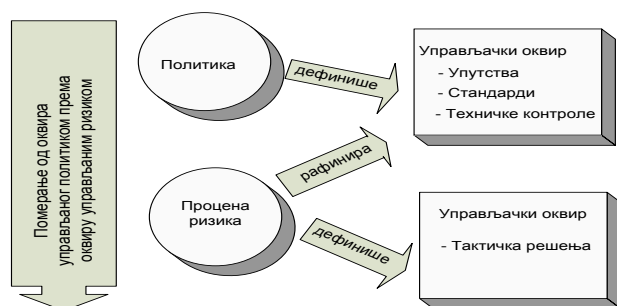 Померање од оквира
управљаног политиком према
оквиру управљаним ризиком
Политика
дефинише
Управљачки оквир
- Упутства
- Стандарди
- Техничке контроле
рафинира
Процена
ризика
дефинише
Управљачки оквир
- Тактичка решења